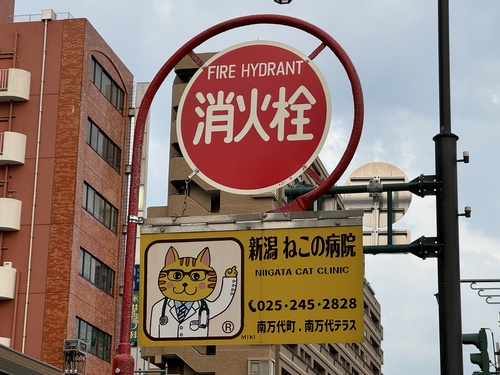 FIRE HYDRANT
消火栓
新潟 ねこの病院
NIIGATA CAT CLINIC
025・245・2828
南万代町．南万代テラス
®
MIKI